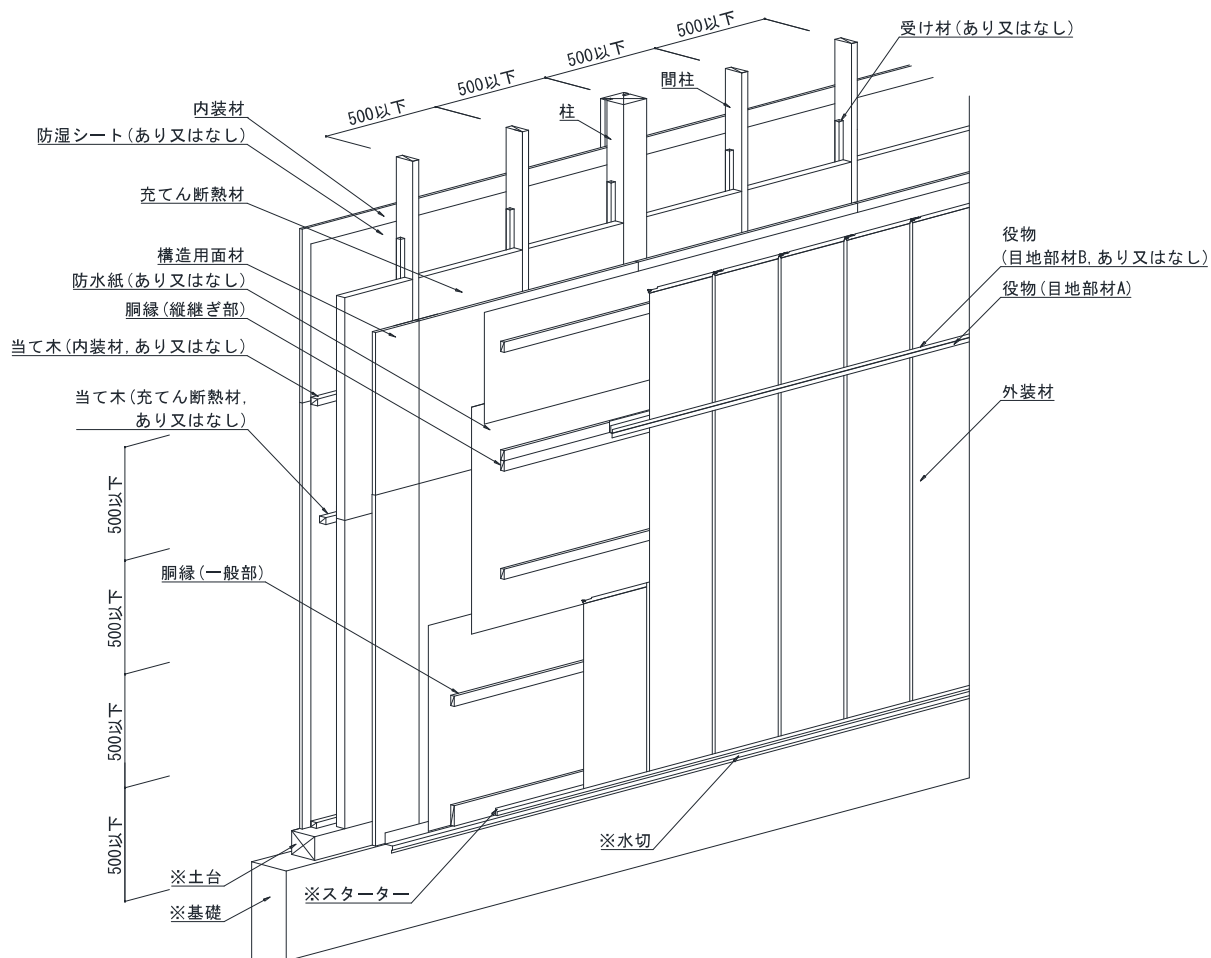 500以下
500以下
500以下
500以下
受け材(あり又はなし)
間柱
柱
内装材
防湿シート(あり又はなし)
充てん断熱材
構造用面材
防水紙(あり又はなし)
胴縁(縦継ぎ部)
当て木(内装材,あり又はなし)
当て木(充てん断熱材,
あり又はなし)
役物
(目地部材B,あり又はなし)
役物(目地部材A)
外装材
500以下
500以下
500以下
500以下
胴縁(一般部)
※水切
※土台
※スターター
※基礎